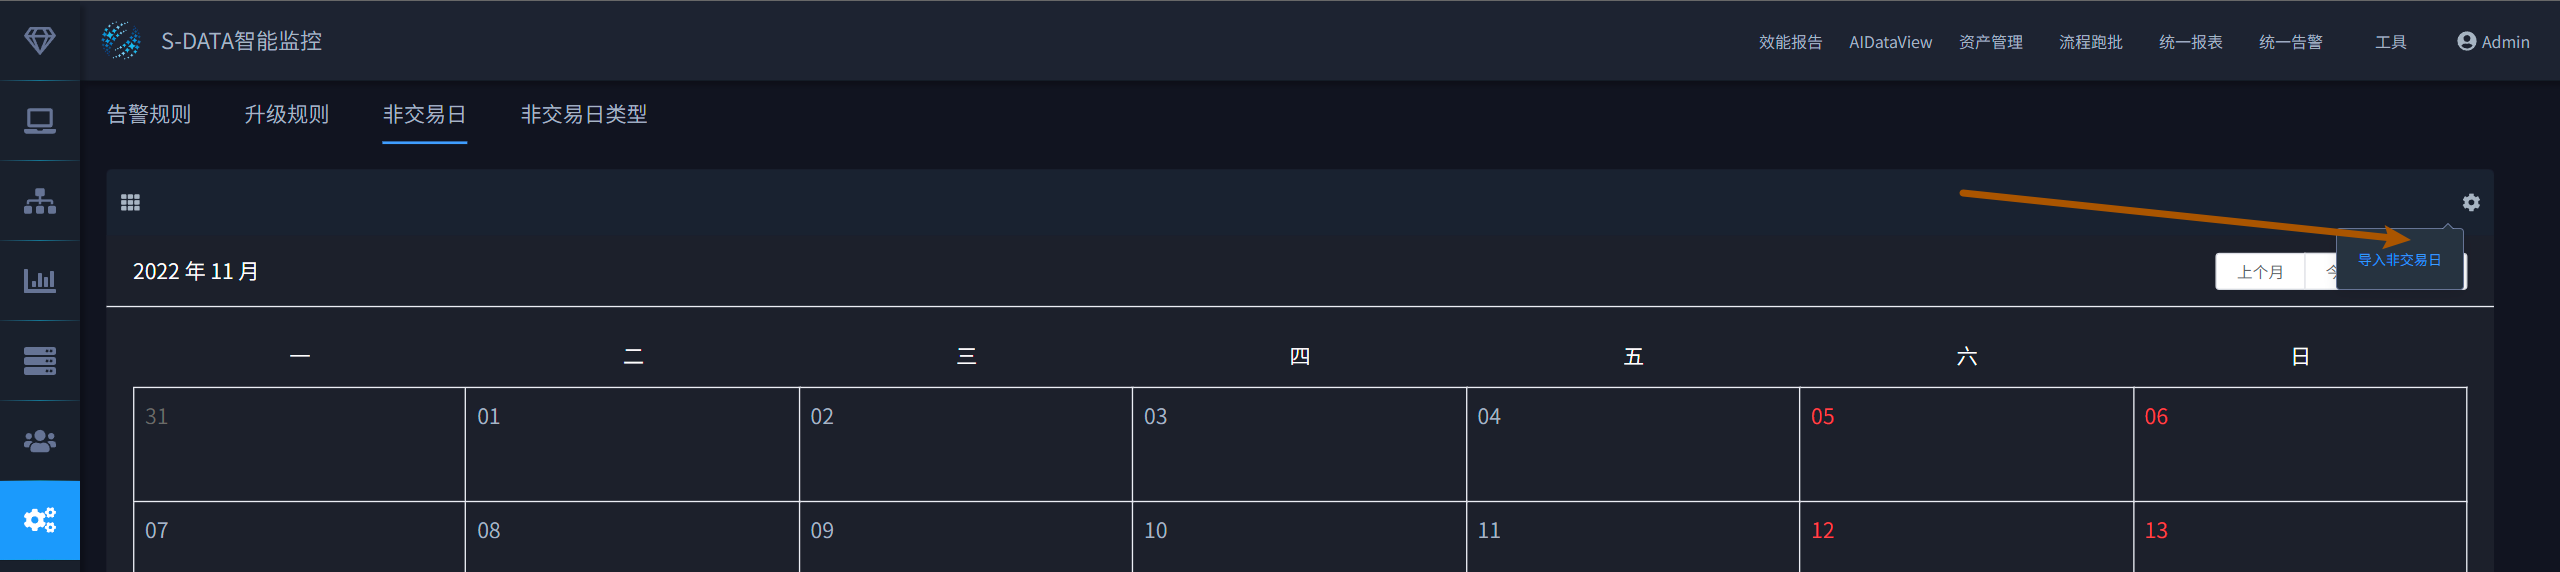 S-DATA智能监控
效能报告 AIDataView 资产管理 流程跑批 统一报表 统一告警 工具 Admin
告警规则 升级规则 非交易日 非交易日类型
2022 年 11 月
上个月 今
导入非交易日
一 二 三 四 五 六 日
31 01 02 03 04 05 06
07 08 09 10 11 12 13